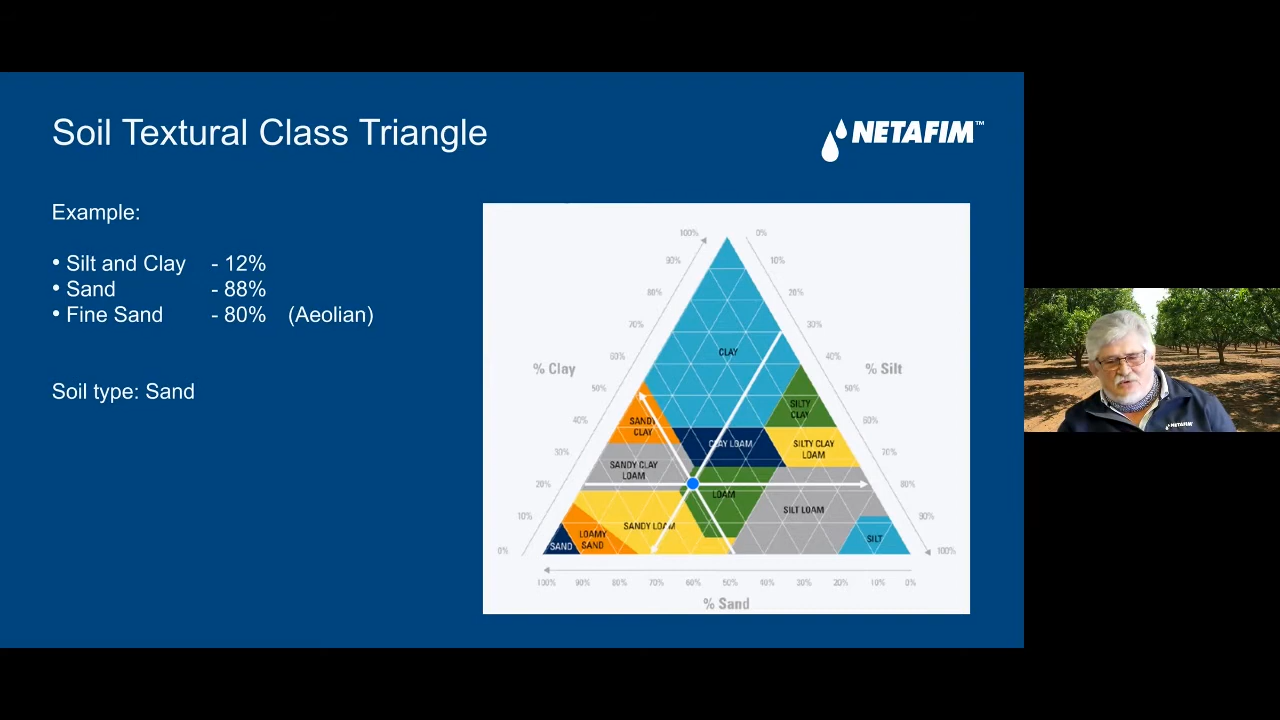 Soil Textural Class Triangle
NETAFIM™
Example:
• Silt and Clay - 12%
• Sand - 88%
• Fine Sand - 80% (Aeolian)
Soil type: Sand
100% 0%
90% 10%
80% 20%
70% 30%
60% 40%
% Clay % Silt
50% 50%
40% 60%
30% 70%
20% 80%
10% 90%
0% 100%
CLAY
SILTY
CLAY
SANDY
CLAY
CLAY LOAM
SILTY CLAY
LOAM
SANDY CLAY
LOAM
LOAM
SILT LOAM
SANDY LOAM
LOAMY
SAND
SAND
SILT
100% 90% 80% 70% 60% 50% 40% 30% 20% 10% 0%
% Sand
NETAFIM